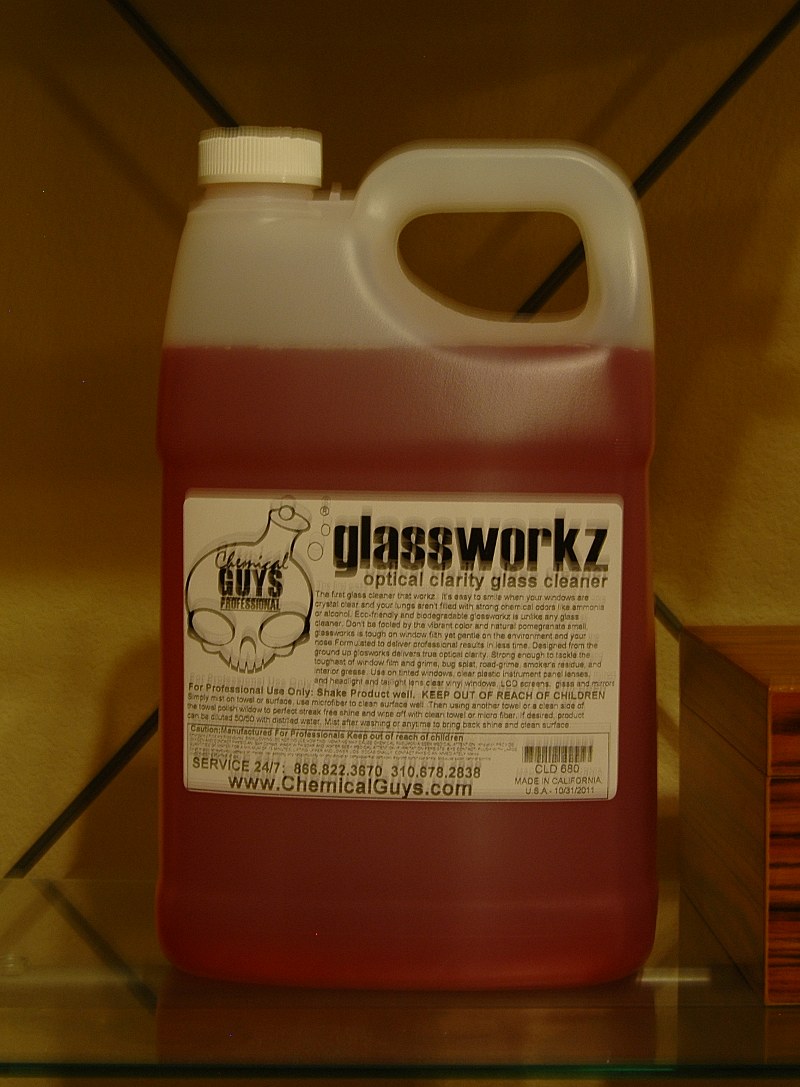 Chemical
GUYS
PROFESSIONAL
®
glassworkz
optical clarity glass cleaner
The first glass cleaner that workz. It's easy to smile when your windows are
crystal clear and your lungs aren't filled with strong chemical odors like ammonia
or alcohol. Eco-friendly and biodegradable glassworkz is unlike any glass
cleaner. Don't be fooled by the vibrant color and natural pomegranate smell,
glassworks is tough on window filth yet gentle on the environment and your
nose. Formulated to deliver professional results in less time. Designed from the
ground up glosworks delivers true optical clarity. Strong enough to tackle the
toughest of window film and grime, bug splat, road-grime, smokers residue, and
interior grease. Use on tinted windows, clear plastic instrument panel lenses,
and headlight and taillight lens clear vinyl windows, LCD screens, glass and mirrors
For Professional Use Only: Shake Product well. KEEP OUT OF REACH OF CHILDREN
Simply mist on towel or surface, use microfiber to clean surface well. Then using another towel or a clean side of
the towel polish widow to perfect streak free shine and wipe off with clean towel or micro fiber. If desired, product
can be diluted 50/50 with distilled water. Mist after washing or anytime to bring back shine and clean surface.
Caution:Manufactured For Professionals Keep out of reach of children
SERVICE 24/7: 866.822.3670 310.678.2838
www.ChemicalGuys.com
CLD 680
MADE IN CALIFORNIA,
U.S.A - 10/31/2011